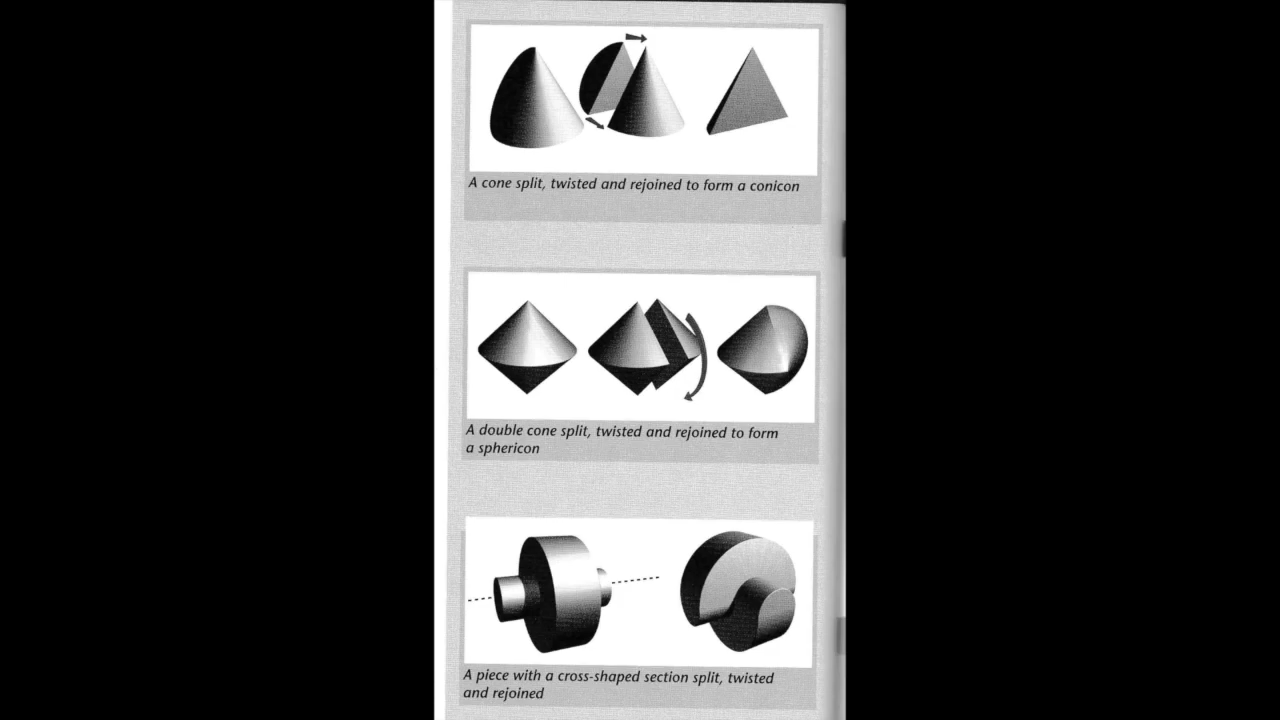 A cone split, twisted and rejoined to form a conicon
A double cone split, twisted and rejoined to form
a sphericon
A piece with a cross-shaped section split, twisted
and rejoined